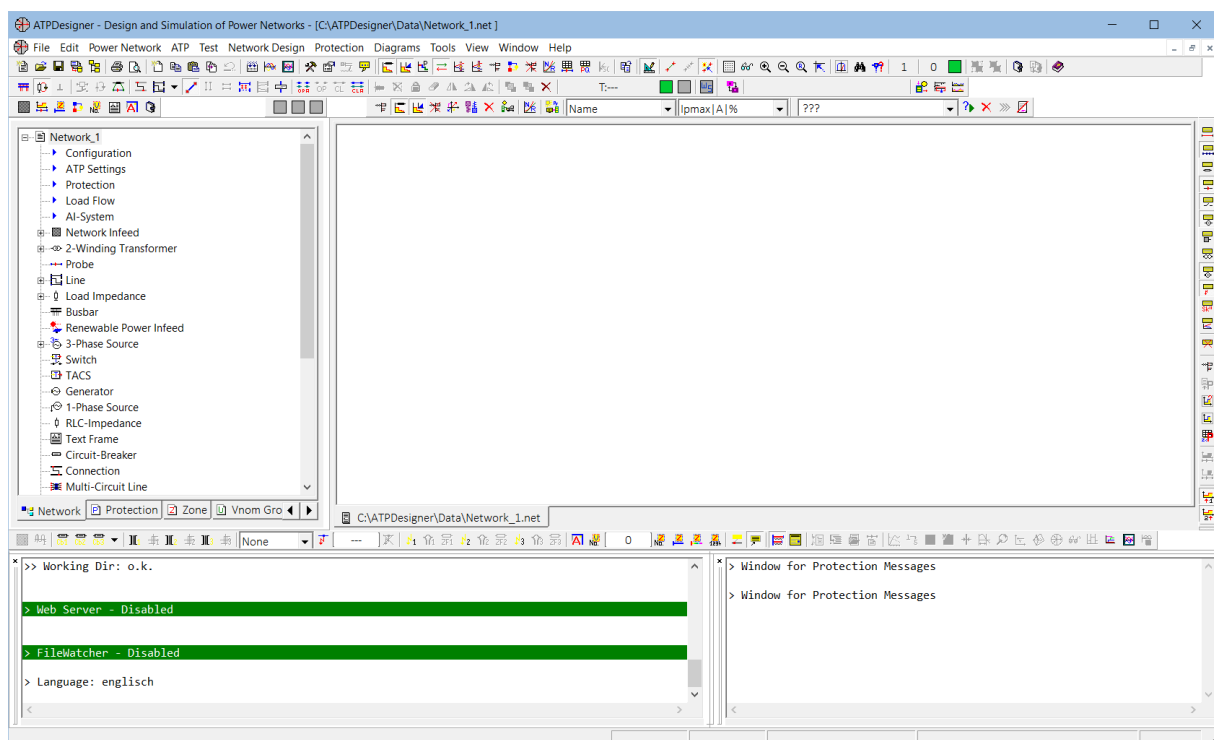 ATPDesigner - Design and Simulation of Power Networks - [C:\ATPDesigner\Data\Network_1.net ]
File Edit Power Network ATP Test Network Design Protection Diagrams Tools View Window Help
1 0
T:---
Name Ipmax|A|% ???
Network_1
Configuration
ATP Settings
Protection
Load Flow
AI-System
Network Infeed
2-Winding Transformer
Probe
Line
Load Impedance
Busbar
Renewable Power Infeed
3-Phase Source
Switch
TACS
Generator
1-Phase Source
RLC-Impedance
Text Frame
Circuit-Breaker
Connection
Multi-Circuit Line
Network Protection Zone Vnom Gro
C:\ATPDesigner\Data\Network_1.net
None --- 0
>> Working Dir: o.k.
> Web Server - Disabled
> FileWatcher - Disabled
> Language: englisch
> Window for Protection Messages
> Window for Protection Messages